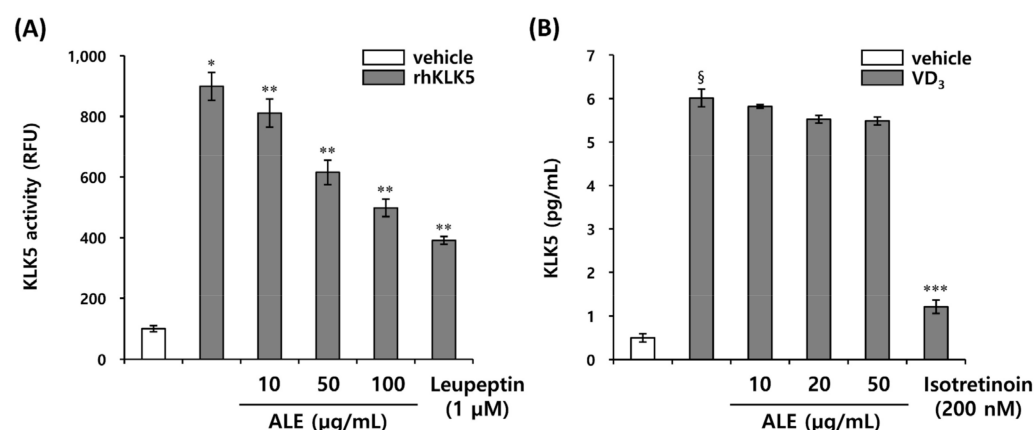 (A)
KLK5 activity (RFU)
1,000
800
600
400
200
0
vehicle
rhKLK5
*
**
**
**
**
10 50 100 Leupeptin
(1 μM)
ALE (μg/mL)
(B)
KLK5 (pg/mL)
7
6
5
4
3
2
1
0
vehicle
VD₃
§
***
10 20 50 Isotretinoin
(200 nM)
ALE (μg/mL)